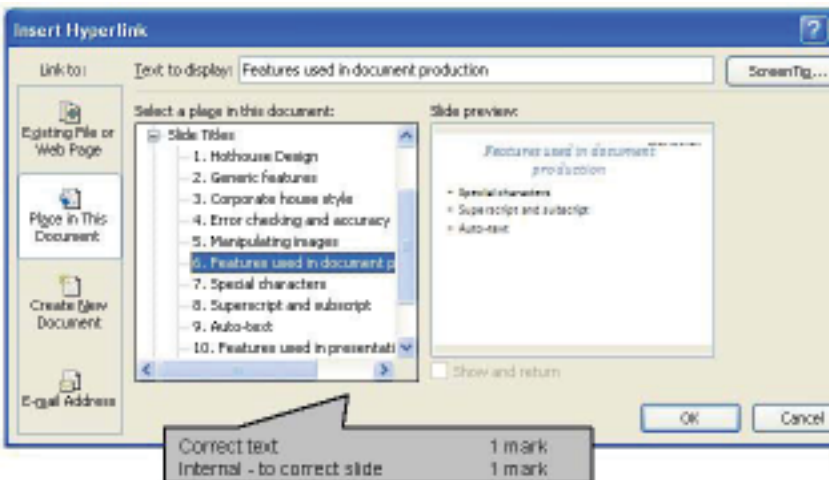 Insert Hyperlink
Link to:
Text to display: Features used in document production
ScreenTip...
Select a place in this document:
Slide preview:
Existing File or Web Page
Place in This Document
Create New Document
E-mail Address
Slide Titles
1. Hothouse Design
2. Generic features
3. Corporate house style
4. Error checking and accuracy
5. Manipulating images
6. Features used in document p
7. Special characters
8. Superscript and subscript
9. Auto-text
10. Features used in presentati
Features used in document
production
Special characters
Superscript and subscript
Auto-text
Show and return
OK
Cancel
Correct text 1 mark
Internal - to correct slide 1 mark